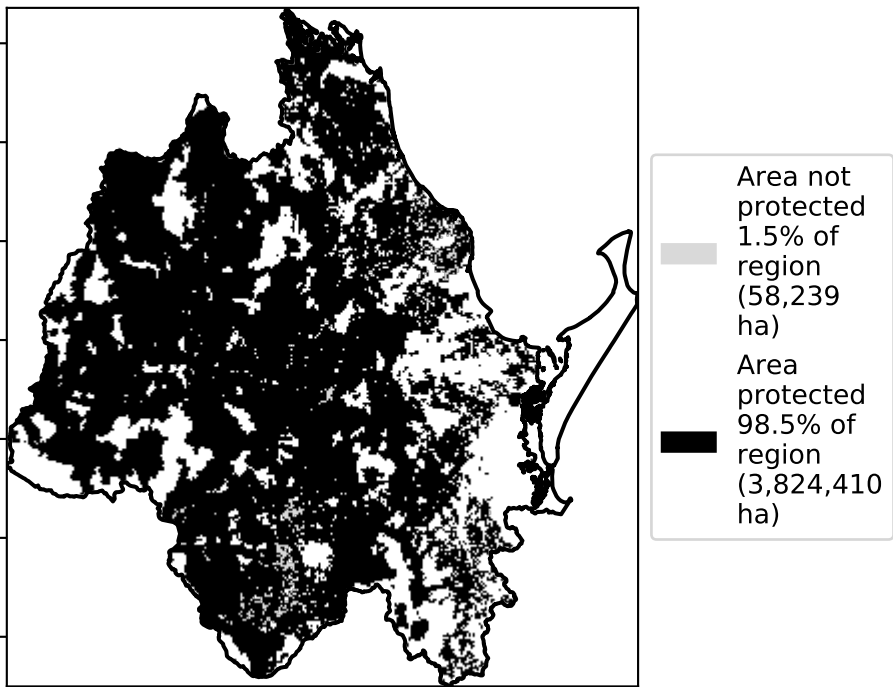 Area not
protected
1.5% of
region
(58,239
ha)
Area
protected
98.5% of
region
(3,824,410
ha)